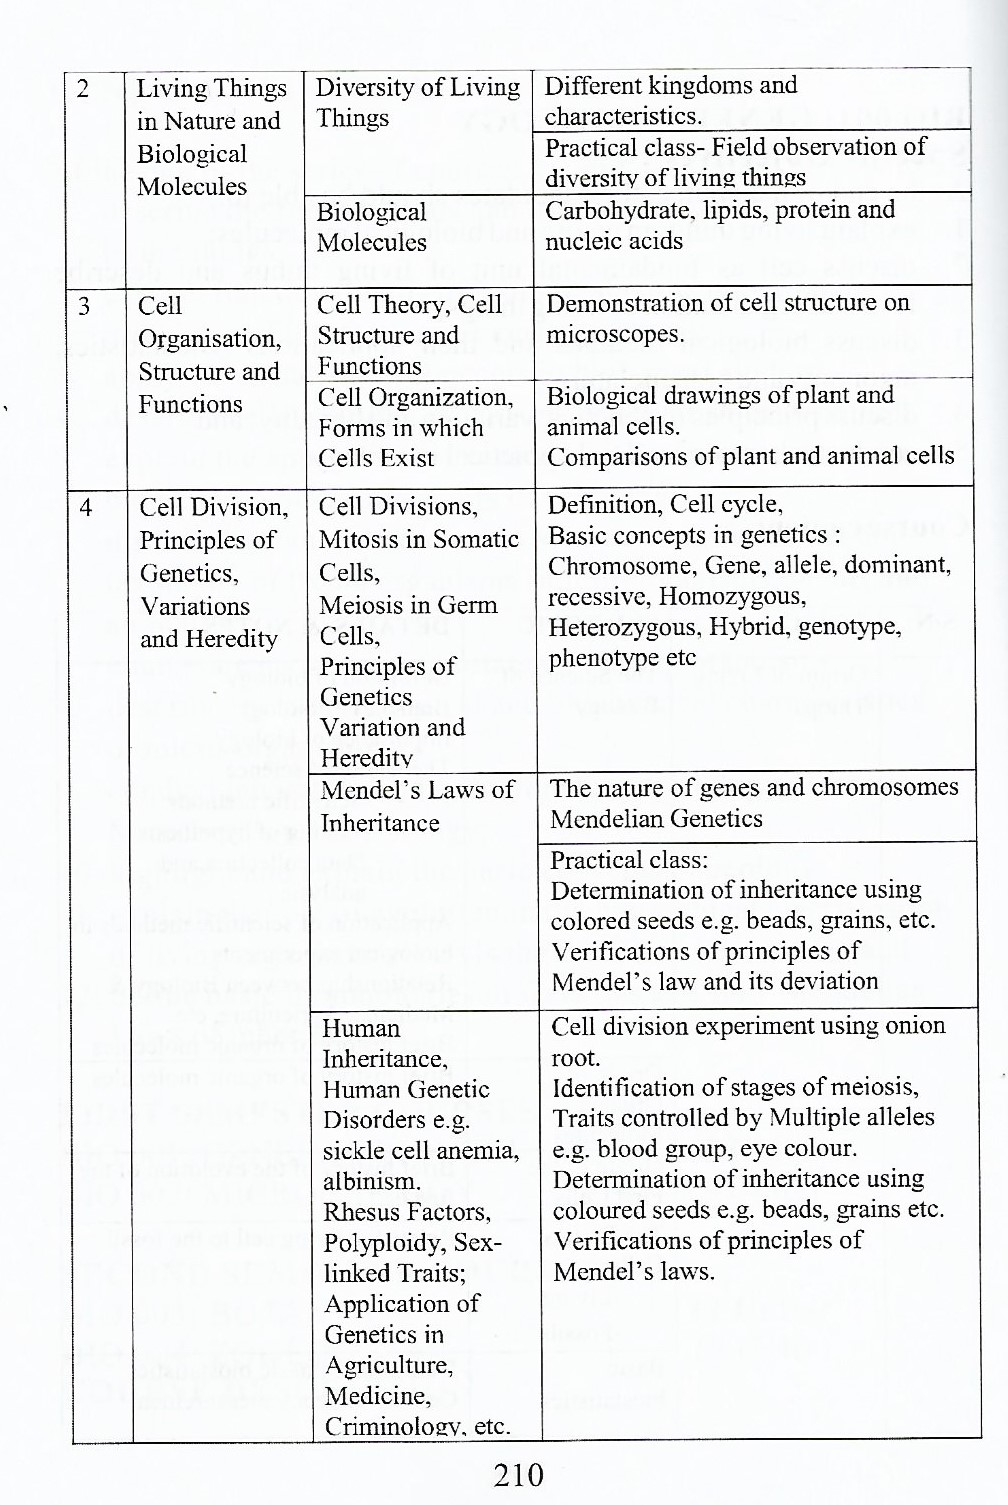 2
Living Things
in Nature and
Biological
Molecules
Diversity of Living
Things
Different kingdoms and
characteristics.
Practical class- Field observation of
diversity of living things
Biological
Molecules
Carbohydrate, lipids, protein and
nucleic acids
3
Cell
Organisation,
Structure and
Functions
Cell Theory, Cell
Structure and
Functions
Demonstration of cell structure on
microscopes.
Cell Organization,
Forms in which
Cells Exist
Biological drawings of plant and
animal cells.
Comparisons of plant and animal cells
4
Cell Division,
Principles of
Genetics,
Variations
and Heredity
Cell Divisions,
Mitosis in Somatic
Cells,
Meiosis in Germ
Cells,
Principles of
Genetics
Variation and
Heredity
Definition, Cell cycle,
Basic concepts in genetics :
Chromosome, Gene, allele, dominant,
recessive, Homozygous,
Heterozygous, Hybrid, genotype,
phenotype etc
Mendel's Laws of
Inheritance
The nature of genes and chromosomes
Mendelian Genetics
Practical class:
Determination of inheritance using
colored seeds e.g. beads, grains, etc.
Verifications of principles of
Mendel's law and its deviation
Human
Inheritance,
Human Genetic
Disorders e.g.
sickle cell anemia,
albinism.
Rhesus Factors,
Polyploidy, Sex-
linked Traits;
Application of
Genetics in
Agriculture,
Medicine,
Criminology, etc.
Cell division experiment using onion
root.
Identification of stages of meiosis,
Traits controlled by Multiple alleles
e.g. blood group, eye colour.
Determination of inheritance using
coloured seeds e.g. beads, grains etc.
Verifications of principles of
Mendel's laws.
210